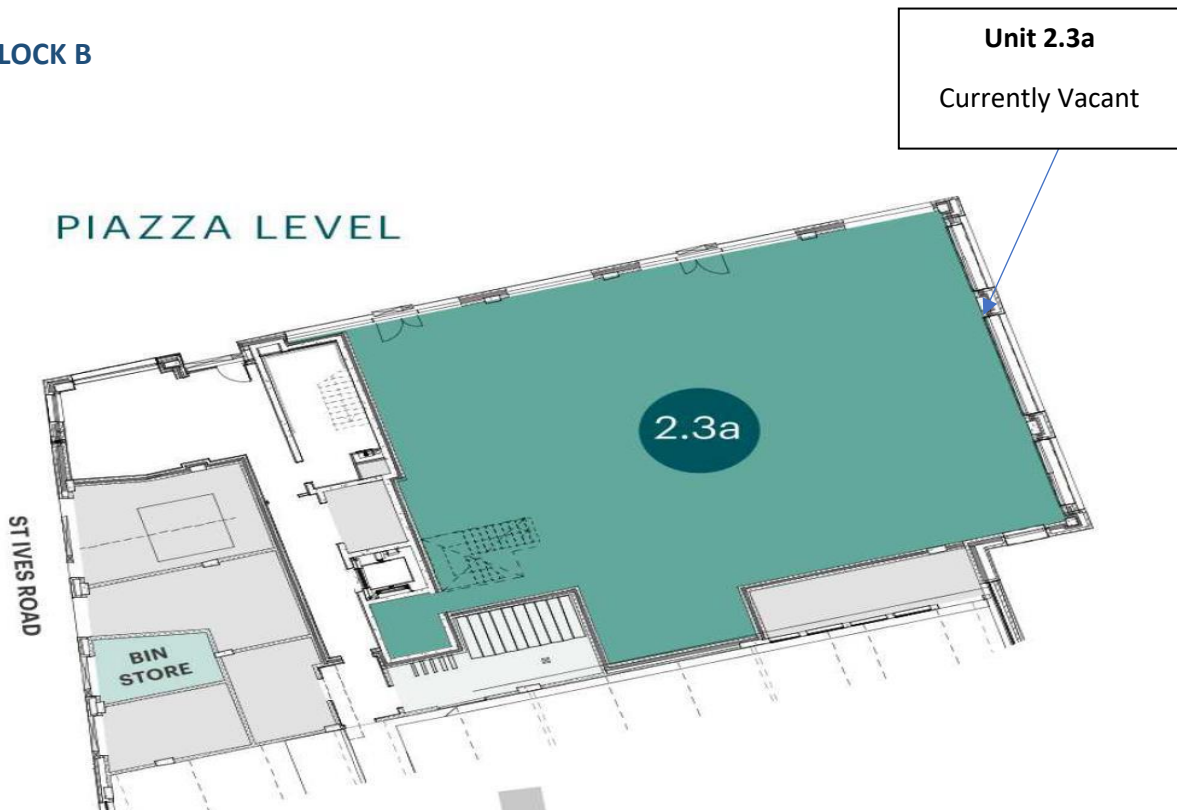 LOCK B
Unit 2.3a
Currently Vacant
PIAZZA LEVEL
2.3a
ST IVES ROAD
BIN
STORE